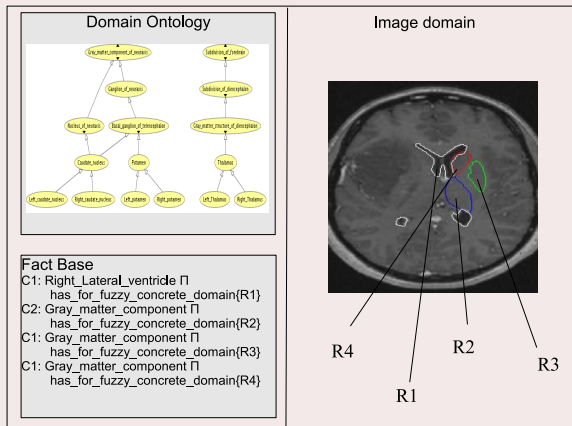 Domain Ontology
Gray_matter_component_of_neuraxis
Subdivision_of_forebrain
Ganglion_of_neuraxis
Subdivision_of_diencephalon
Nucleus_of_neuraxis
Basal_ganglion_of_telencephalon
Gray_matter_structure_of_diencephalon
Caudate_nucleus
Putamen
Thalamus
Left_caudate_nucleus
Right_caudate_nucleus
Left_putamen
Right_putamen
Left_Thalamus
Right_Thalamus
Fact Base
C1: Right_Lateral_ventricle Π
has_for_fuzzy_concrete_domain{R1}
C2: Gray_matter_component Π
has_for_fuzzy_concrete_domain{R2}
C1: Gray_matter_component Π
has_for_fuzzy_concrete_domain{R3}
C1: Gray_matter_component Π
has_for_fuzzy_concrete_domain{R4}
Image domain
R4
R2
R3
R1